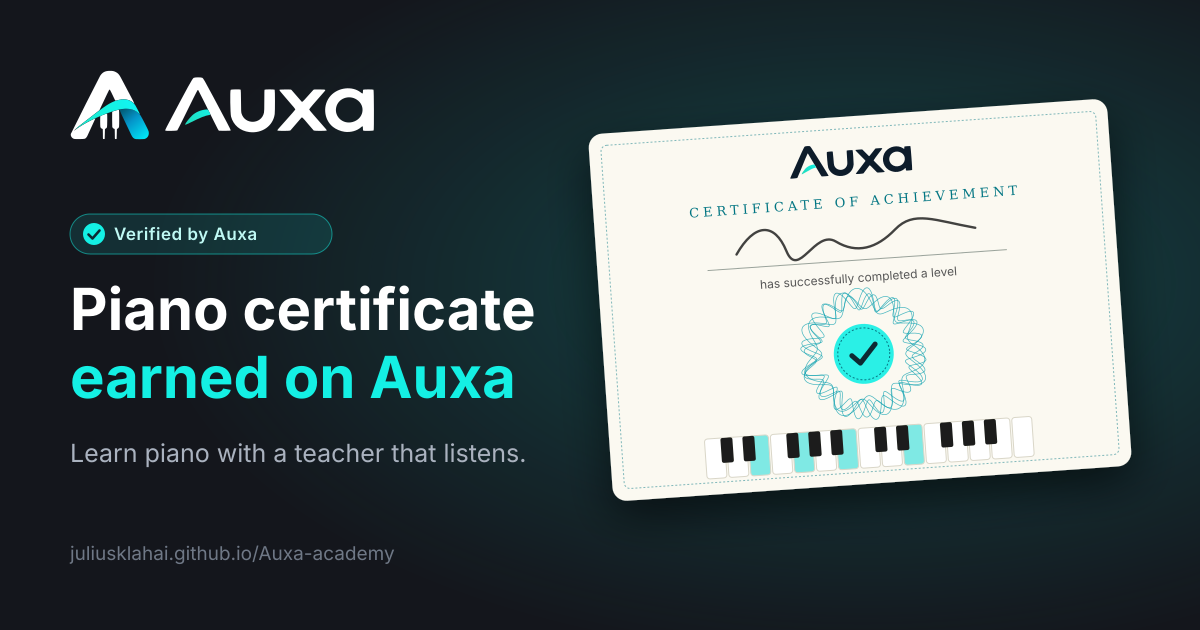 Auxa
Verified by Auxa
Piano certificate
earned on Auxa
Learn piano with a teacher that listens.
juliusklahai.github.io/Auxa-academy
Auxa
CERTIFICATE OF ACHIEVEMENT
has successfully completed a level